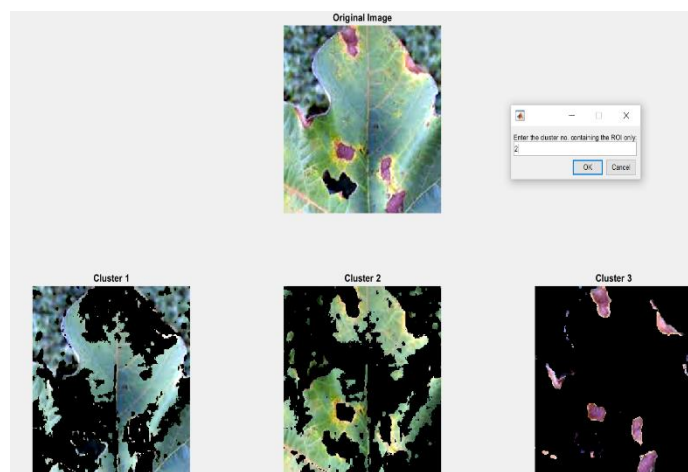 Original Image
Enter the cluster no. containing the ROI only:
2
OK Cancel
Cluster 1 Cluster 2 Cluster 3